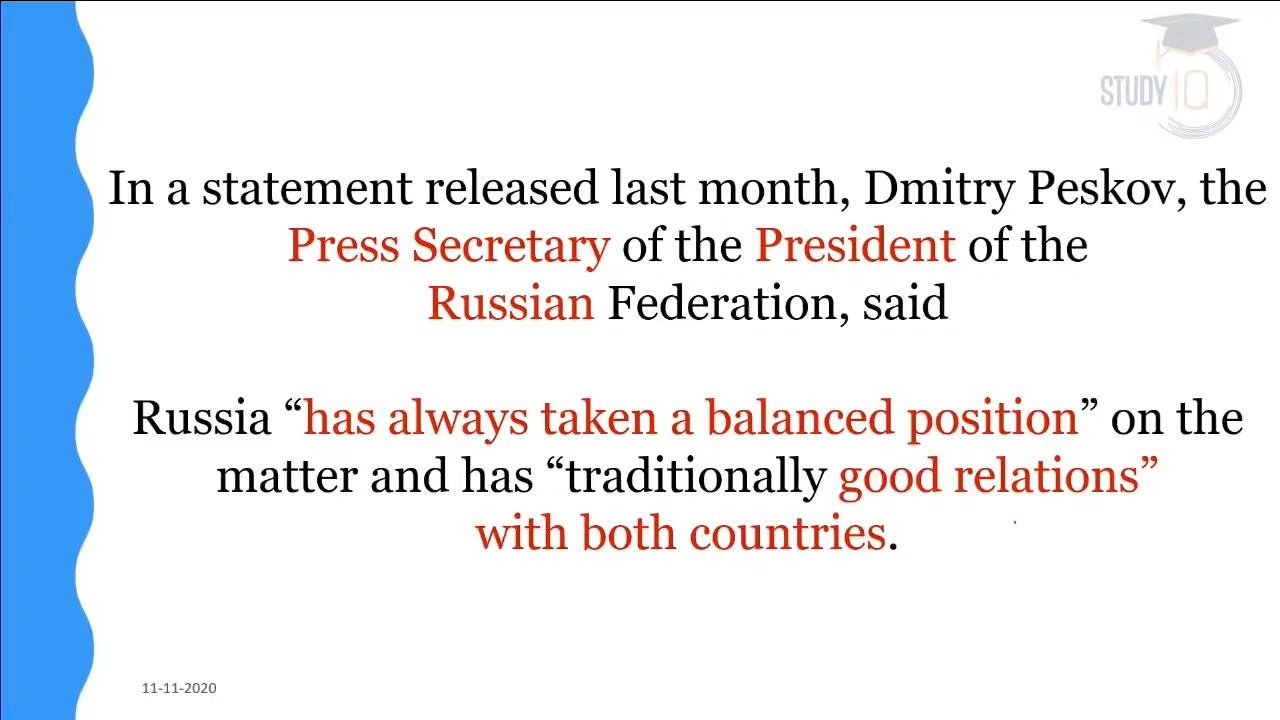 STUDY IQ
In a statement released last month, Dmitry Peskov, the
Press Secretary of the President of the
Russian Federation, said
Russia “has always taken a balanced position” on the
matter and has “traditionally good relations”
with both countries.
11-11-2020